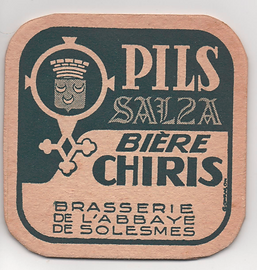 PILS
SALZA
BIÈRE
CHIRIS
BRASSERIE
DE L'ABBAYE
DE SOLESMES